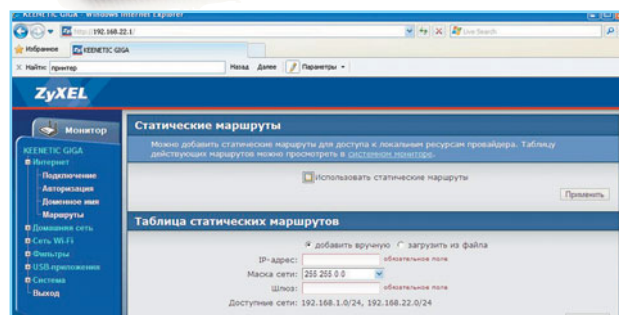 KEENETIC GIGA - Windows Internet Explorer
http://192.168.22.1/
Live Search
Избранное
KEENETIC GIGA
X Найти: принтер
Назад Далее Параметры
ZyXEL
Монитор
KEENETIC GIGA
Интернет
Подключение
Авторизация
Доменное имя
Маршруты
Домашняя сеть
Сеть Wi-Fi
Фильтры
USB-приложения
Система
Выход
Статические маршруты
Можно добавить статические маршруты для доступа к локальным ресурсам провайдера. Таблицу
действующих маршрутов можно просмотреть в системном мониторе.
Использовать статические маршруты
Применить
Таблица статических маршрутов
добавить вручную загрузить из файла
IP-адрес: обязательное поле
Маска сети: 255.255.0.0
Шлюз: обязательное поле
Доступные сети: 192.168.1.0/24, 192.168.22.0/24